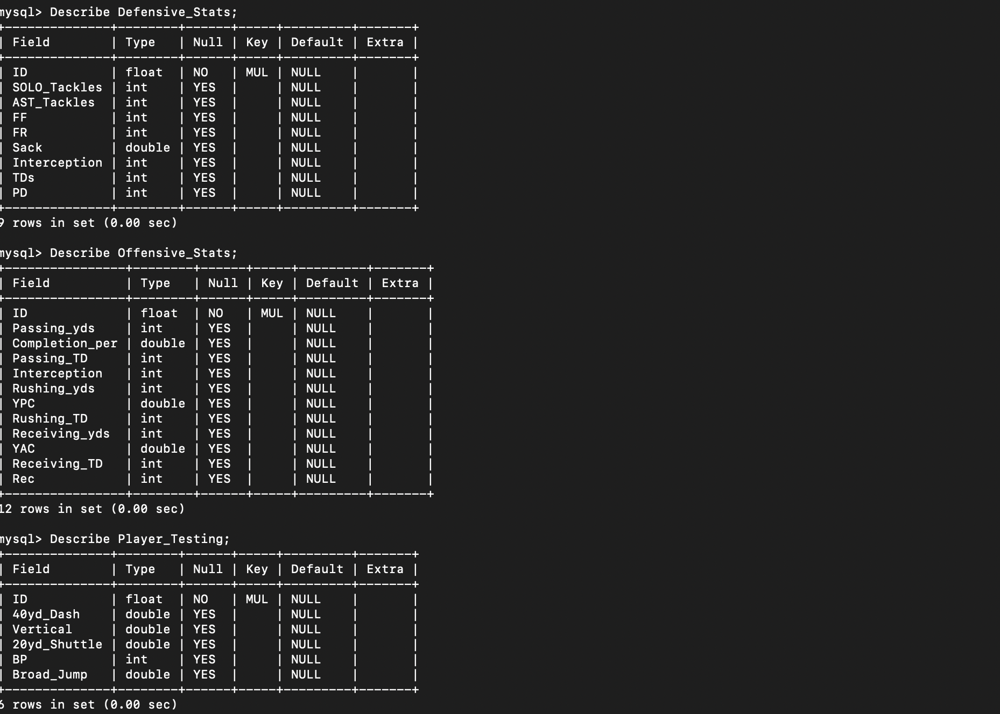 mysql> Describe Defensive_Stats;
+---------------+--------+------+-----+---------+-------+
| Field         | Type   | Null | Key | Default | Extra |
+---------------+--------+------+-----+---------+-------+
| ID            | float  | NO   | MUL | NULL    |       |
| SOLO_Tackles  | int    | YES  |     | NULL    |       |
| AST_Tackles   | int    | YES  |     | NULL    |       |
| FF            | int    | YES  |     | NULL    |       |
| FR            | int    | YES  |     | NULL    |       |
| Sack          | double | YES  |     | NULL    |       |
| Interception  | int    | YES  |     | NULL    |       |
| TDs           | int    | YES  |     | NULL    |       |
| PD            | int    | YES  |     | NULL    |       |
+---------------+--------+------+-----+---------+-------+
9 rows in set (0.00 sec)

mysql> Describe Offensive_Stats;
+----------------+--------+------+-----+---------+-------+
| Field          | Type   | Null | Key | Default | Extra |
+----------------+--------+------+-----+---------+-------+
| ID             | float  | NO   | MUL | NULL    |       |
| Passing_yds    | int    | YES  |     | NULL    |       |
| Completion_per | double | YES  |     | NULL    |       |
| Passing_TD     | int    | YES  |     | NULL    |       |
| Interception   | int    | YES  |     | NULL    |       |
| Rushing_yds    | int    | YES  |     | NULL    |       |
| YPC            | double | YES  |     | NULL    |       |
| Rushing_TD     | int    | YES  |     | NULL    |       |
| Receiving_yds  | int    | YES  |     | NULL    |       |
| YAC            | double | YES  |     | NULL    |       |
| Receiving_TD   | int    | YES  |     | NULL    |       |
| Rec            | int    | YES  |     | NULL    |       |
+----------------+--------+------+-----+---------+-------+
12 rows in set (0.00 sec)

mysql> Describe Player_Testing;
+--------------+--------+------+-----+---------+-------+
| Field        | Type   | Null | Key | Default | Extra |
+--------------+--------+------+-----+---------+-------+
| ID           | float  | NO   | MUL | NULL    |       |
| 40yd_Dash    | double | YES  |     | NULL    |       |
| Vertical     | double | YES  |     | NULL    |       |
| 20yd_Shuttle | double | YES  |     | NULL    |       |
| BP           | int    | YES  |     | NULL    |       |
| Broad_Jump   | double | YES  |     | NULL    |       |
+--------------+--------+------+-----+---------+-------+
6 rows in set (0.00 sec)